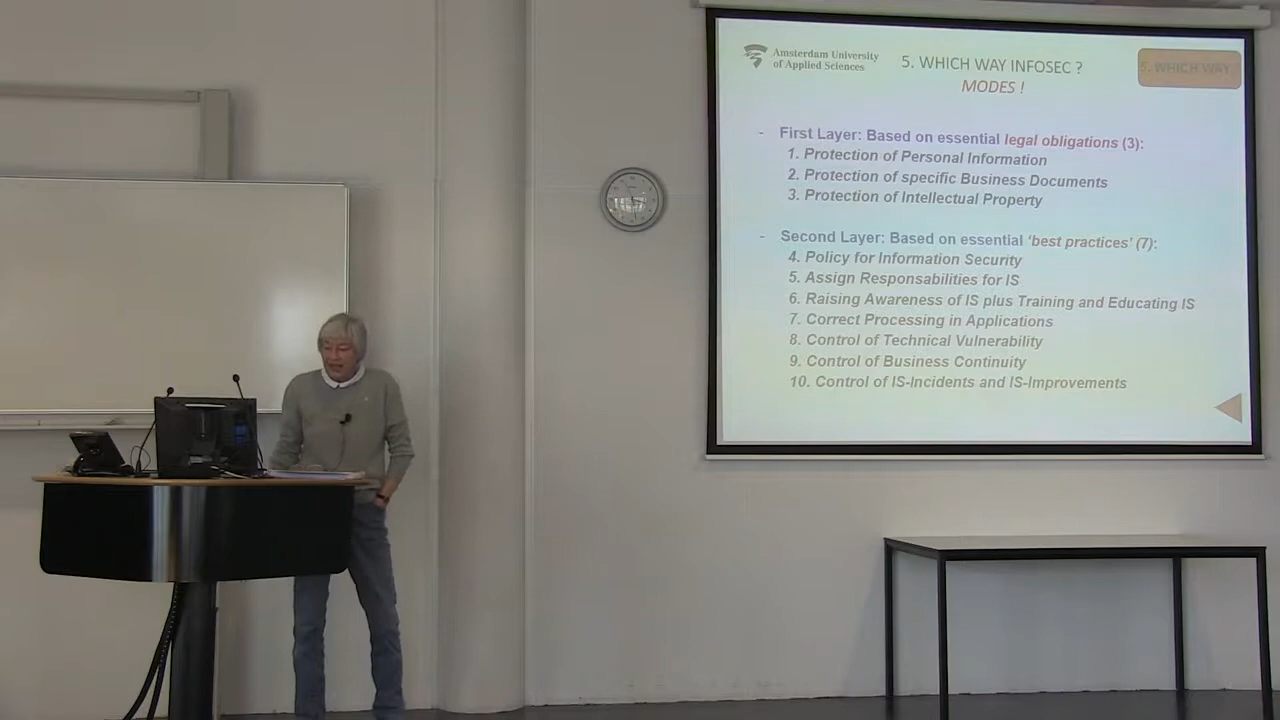 Amsterdam University
of Applied Sciences
5. WHICH WAY INFOSEC ?
MODES !
5. WHICH WAY
- First Layer: Based on essential legal obligations (3):
1. Protection of Personal Information
2. Protection of specific Business Documents
3. Protection of Intellectual Property
- Second Layer: Based on essential ‘best practices’ (7):
4. Policy for Information Security
5. Assign Responsabilities for IS
6. Raising Awareness of IS plus Training and Educating IS
7. Correct Processing in Applications
8. Control of Technical Vulnerability
9. Control of Business Continuity
10. Control of IS-Incidents and IS-Improvements